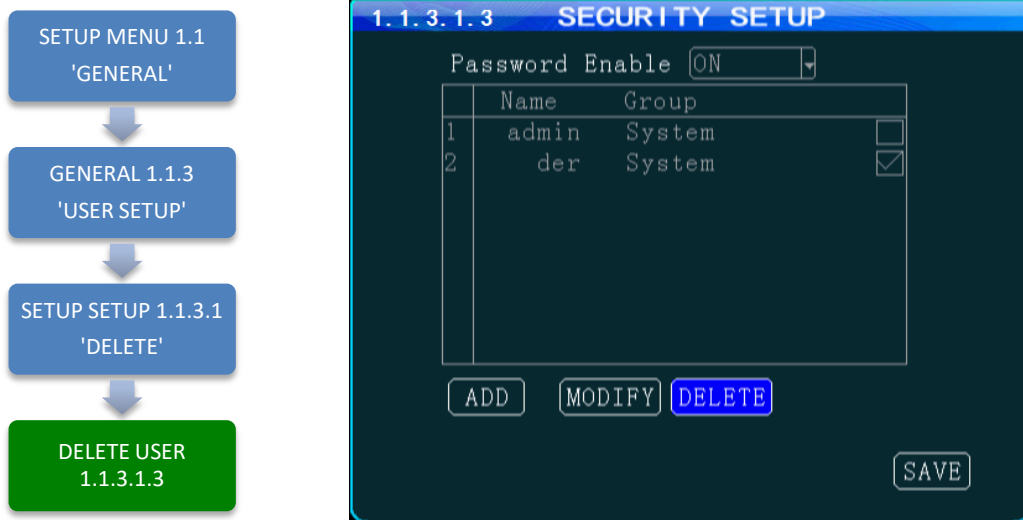 SETUP MENU 1.1
'GENERAL'
GENERAL 1.1.3
'USER SETUP'
SETUP SETUP 1.1.3.1
'DELETE'
DELETE USER
1.1.3.1.3
1.1.3.1.3 SECURITY SETUP
Password Enable ON
Name Group
1 admin System
2 der System
ADD MODIFY DELETE
SAVE